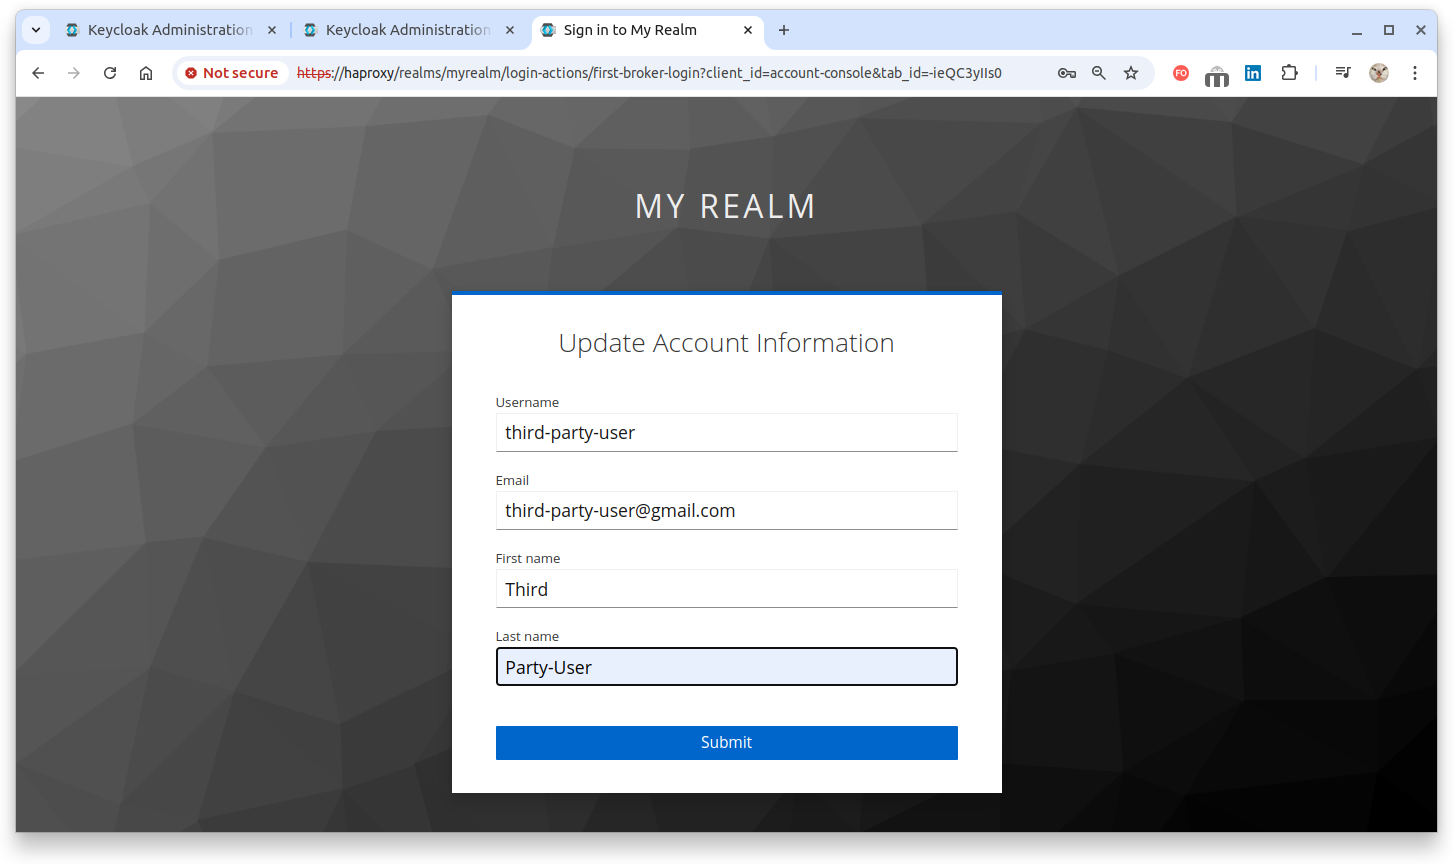 Keycloak Administration
Keycloak Administration
Sign in to My Realm
Not secure https://haproxy/realms/myrealm/login-actions/first-broker-login?client_id=account-console&tab_id=-ieQC3yIIs0
FO
in
MY REALM
Update Account Information
Username
third-party-user
Email
third-party-user@gmail.com
First name
Third
Last name
Party-User
Submit